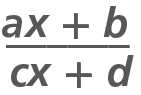 ax + b
cx + d